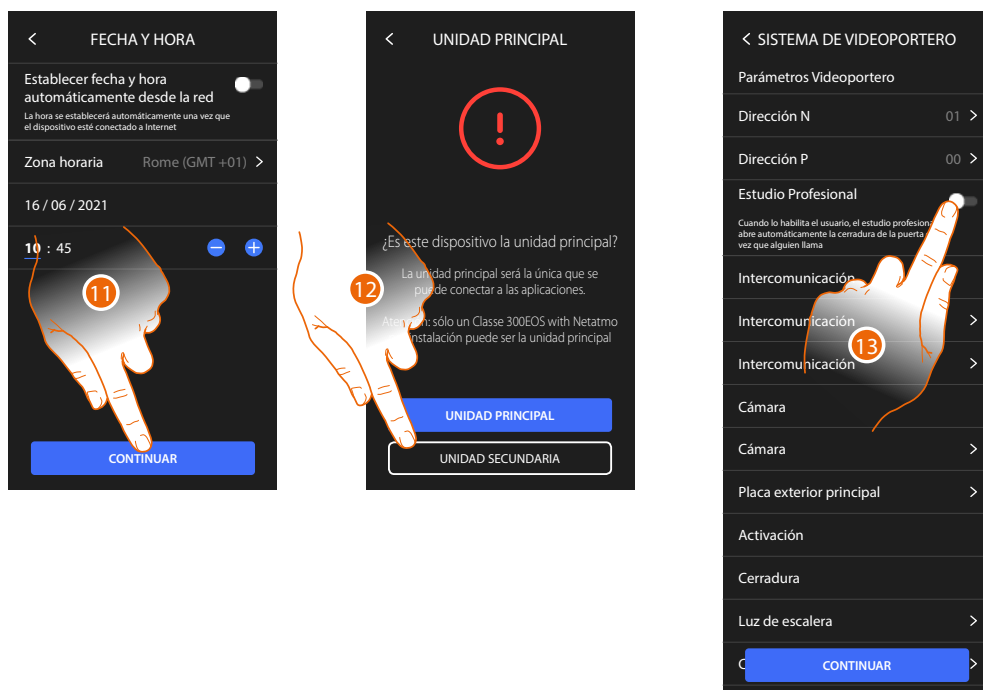 FECHA Y HORA
Establecer fecha y hora
automáticamente desde la red
La hora se establecerá automáticamente una vez que
el dispositivo esté conectado a Internet
Zona horaria Rome (GMT +01)
16 / 06 / 2021
10 : 45
11
CONTINUAR
UNIDAD PRINCIPAL
¿Es este dispositivo la unidad principal?
La unidad principal será la única que se
puede conectar a las aplicaciones.
12
sólo un Classe 300EOS with Netatmo
instalación puede ser la unidad principal
UNIDAD PRINCIPAL
UNIDAD SECUNDARIA
SISTEMA DE VIDEOPORTERO
Parámetros Videoportero
Dirección N 01
Dirección P 00
Estudio Profesional
Cuando lo habilita el usuario, el estudio
abre automáticamente la cerradura de la puerta
vez que alguien llama
Intercomunicación
Intercomunicación
13
Intercomunicación
Cámara
Cámara
Placa exterior principal
Activación
Cerradura
Luz de escalera
CONTINUAR